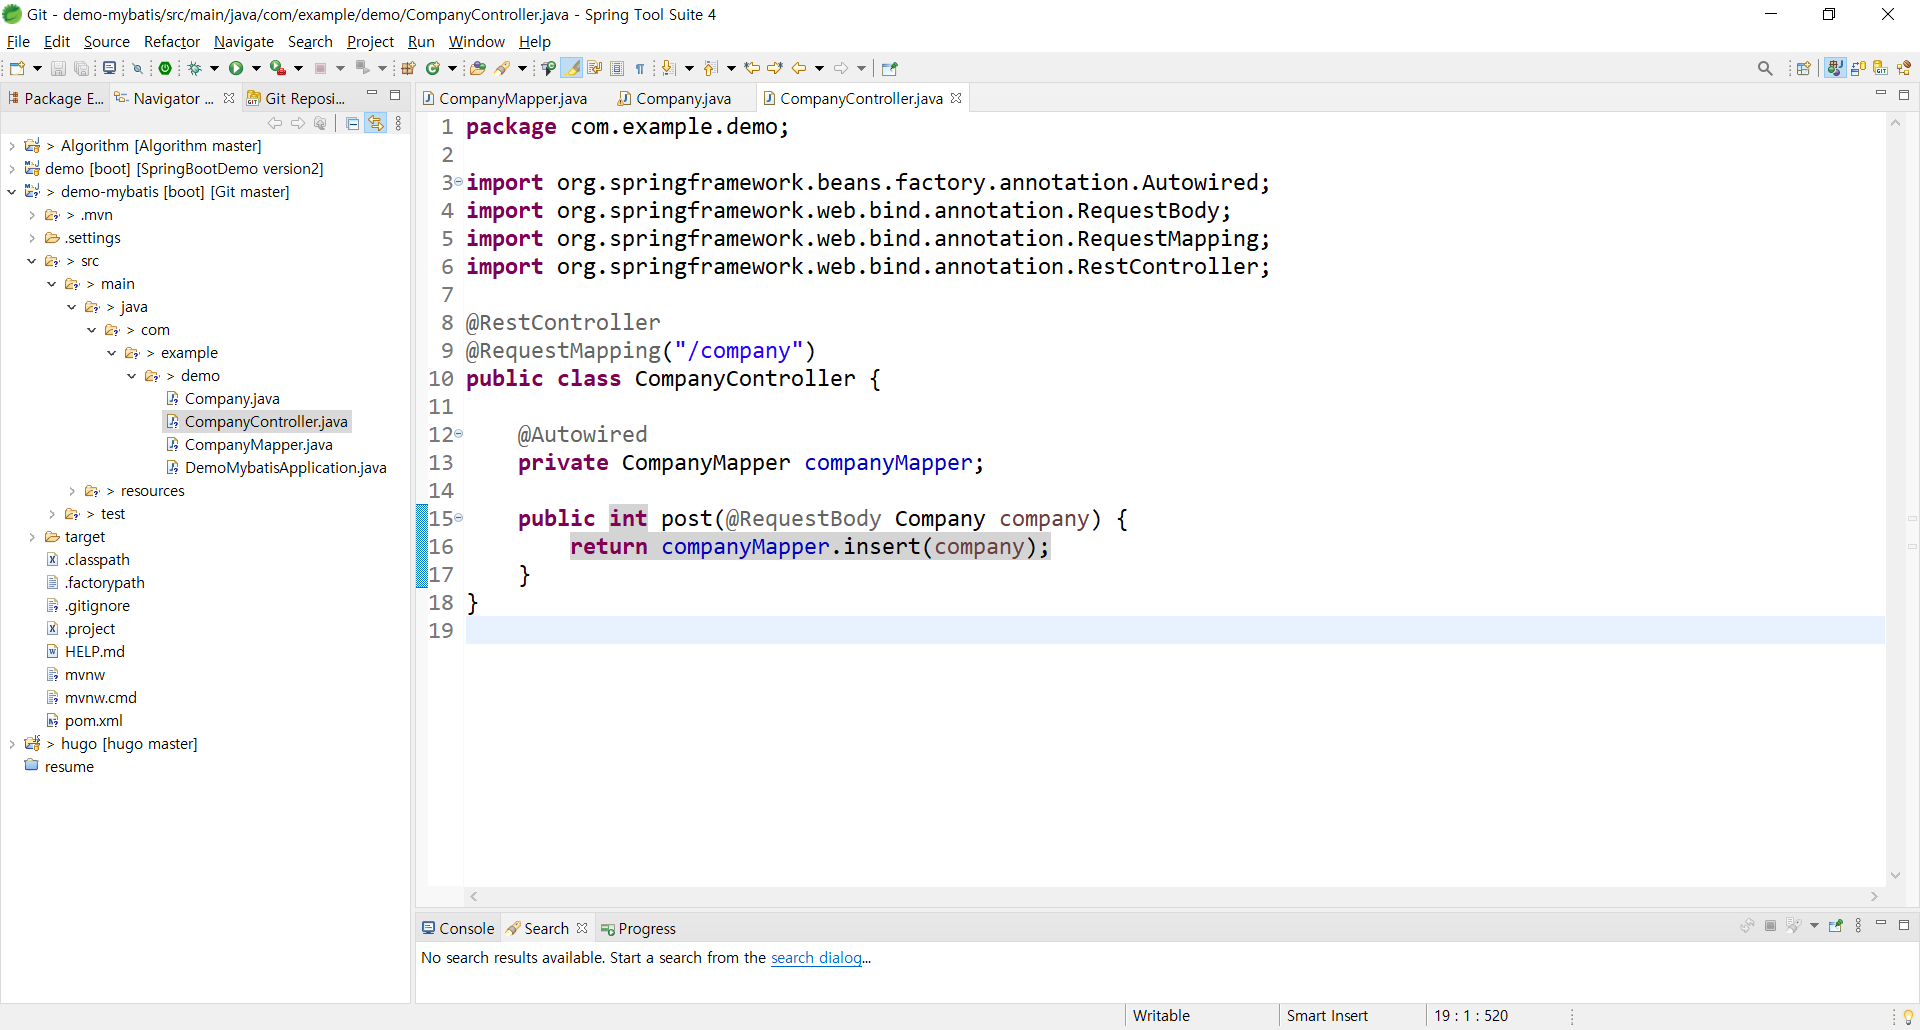 Git - demo-mybatis/src/main/java/com/example/demo/CompanyController.java - Spring Tool Suite 4
File Edit Source Refactor Navigate Search Project Run Window Help
Package E... Navigator ... Git Reposi...
> Algorithm [Algorithm master]
demo [boot] [SpringBootDemo version2]
> demo-mybatis [boot] [Git master]
> .mvn
.settings
> src
> main
> java
> com
> example
> demo
Company.java
CompanyController.java
CompanyMapper.java
DemoMybatisApplication.java
> resources
> test
target
.classpath
.factorypath
.gitignore
.project
HELP.md
mvnw
mvnw.cmd
pom.xml
> hugo [hugo master]
resume
CompanyMapper.java Company.java CompanyController.java
1 package com.example.demo;
2
3 import org.springframework.beans.factory.annotation.Autowired;
4 import org.springframework.web.bind.annotation.RequestBody;
5 import org.springframework.web.bind.annotation.RequestMapping;
6 import org.springframework.web.bind.annotation.RestController;
7
8 @RestController
9 @RequestMapping("/company")
10 public class CompanyController {
11
12 @Autowired
13 private CompanyMapper companyMapper;
14
15 public int post(@RequestBody Company company) {
16 return companyMapper.insert(company);
17 }
18 }
19
Console Search Progress
No search results available. Start a search from the search dialog...
Writable Smart Insert 19 : 1 : 520